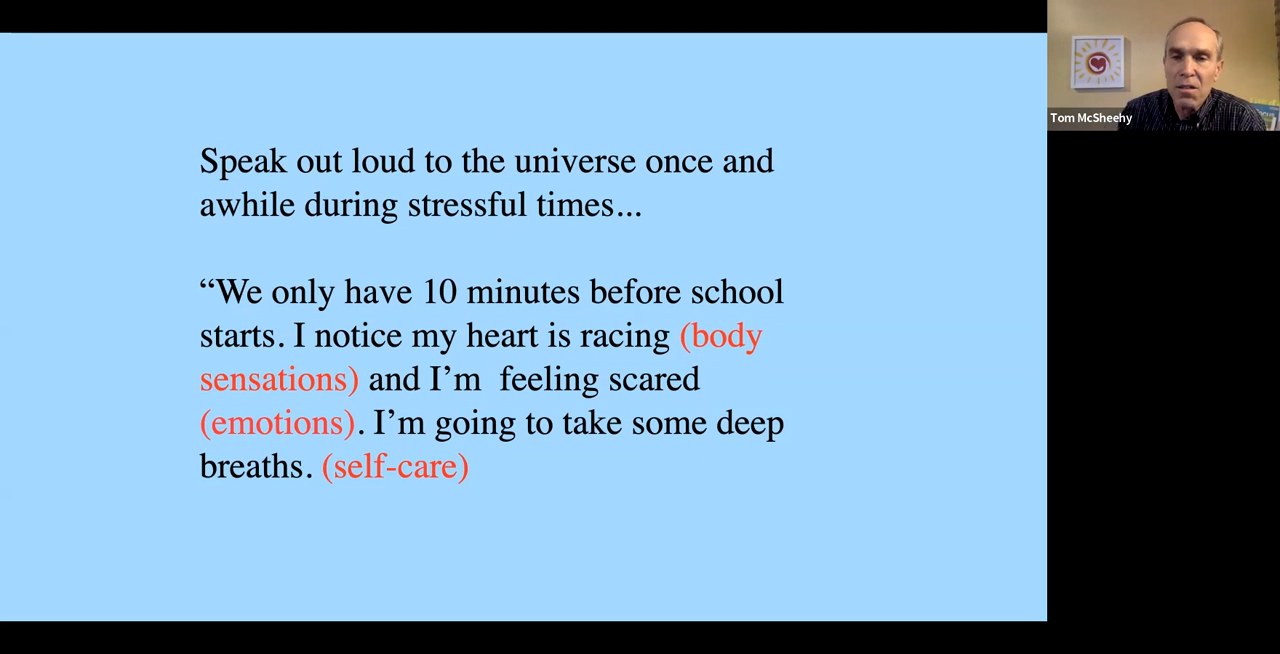 Speak out loud to the universe once and
awhile during stressful times...
“We only have 10 minutes before school
starts. I notice my heart is racing (body
sensations) and I’m  feeling scared
(emotions). I’m going to take some deep
breaths. (self-care)
Tom McSheehy